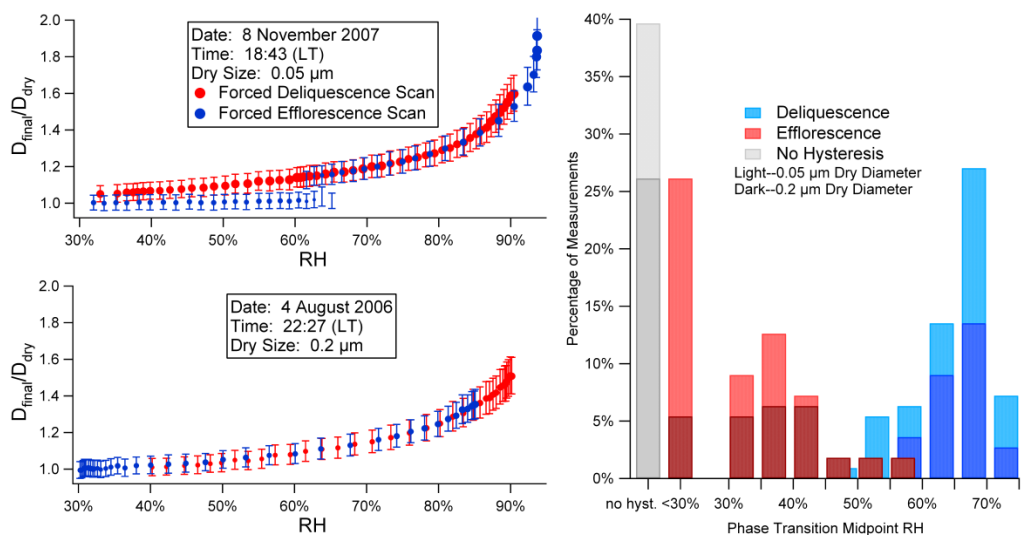 2.0
1.8
1.6
1.4
1.2
1.0
D_final/D_dry
Date: 8 November 2007
Time: 18:43 (LT)
Dry Size: 0.05 µm
Forced Deliquescence Scan
Forced Efflorescence Scan
30% 40% 50% 60% 70% 80% 90%
RH
2.0
1.8
1.6
1.4
1.2
1.0
D_final/D_dry
Date: 4 August 2006
Time: 22:27 (LT)
Dry Size: 0.2 µm
30% 40% 50% 60% 70% 80% 90%
RH
40%
35%
30%
25%
20%
15%
10%
5%
0%
Percentage of Measurements
Deliquescence
Efflorescence
No Hysteresis
Light--0.05 µm Dry Diameter
Dark--0.2 µm Dry Diameter
no hyst. <30% 30% 40% 50% 60% 70%
Phase Transition Midpoint RH